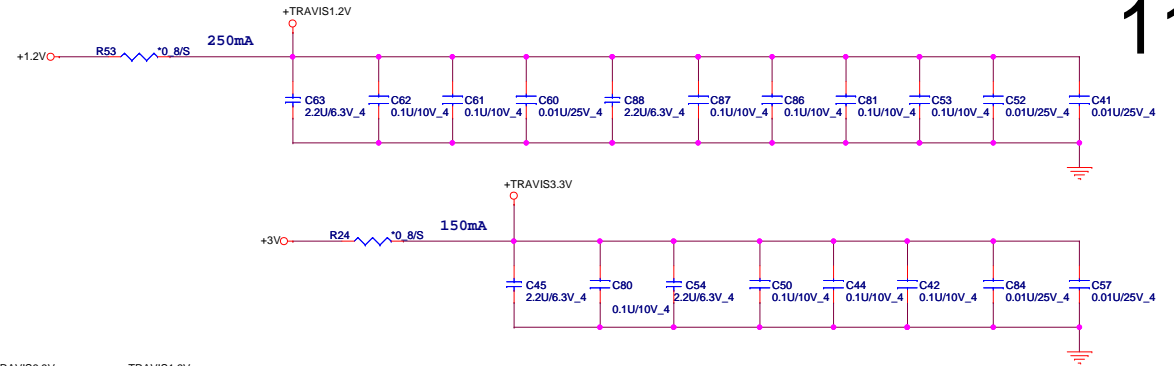 +TRAVIS1.2V
11
+1.2V R53 *0_8/S 250mA
C63 C62 C61 C60 C88 C87 C86 C81 C53 C52 C41
2.2U/6.3V_4 0.1U/10V_4 0.1U/10V_4 0.01U/25V_4 2.2U/6.3V_4 0.1U/10V_4 0.1U/10V_4 0.1U/10V_4 0.1U/10V_4 0.01U/25V_4 0.01U/25V_4
+TRAVIS3.3V
+3V R24 *0_8/S 150mA
C45 C80 C54 C50 C44 C42 C84 C57
2.2U/6.3V_4 0.1U/10V_4 2.2U/6.3V_4 0.1U/10V_4 0.1U/10V_4 0.1U/10V_4 0.01U/25V_4 0.01U/25V_4